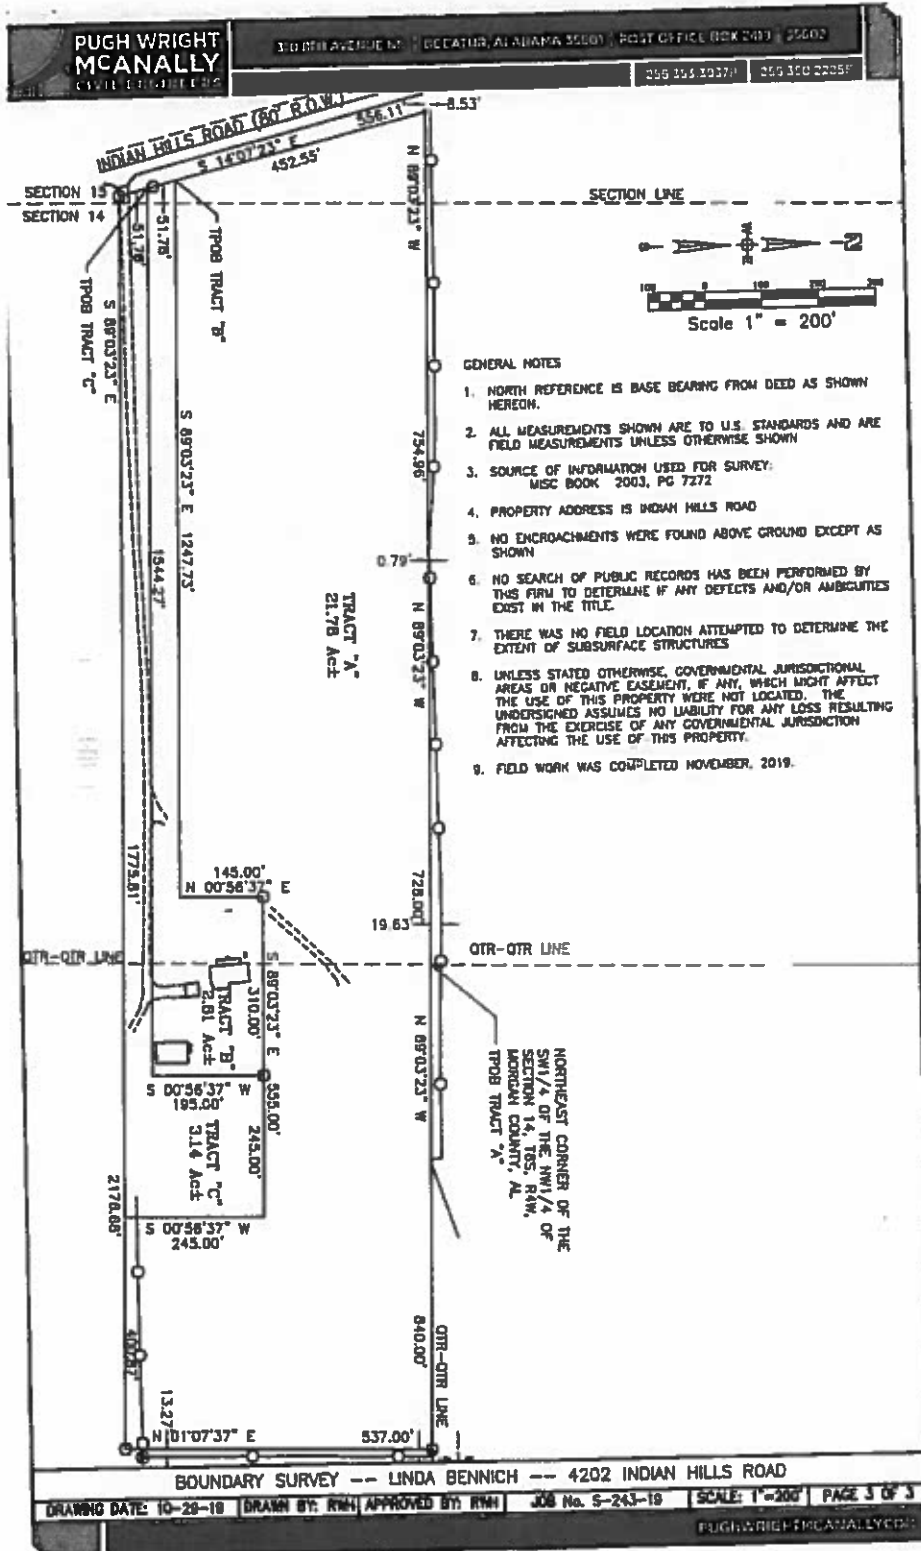 PUGH WRIGHT
MCANALLY
CIVIL ENGINEERS
DECATUR, ALABAMA
POST OFFICE BOX
INDIAN HILLS ROAD (80' R.O.W.)
556.11'
8.53'
S 14°07'23" E
452.55'
SECTION 15
SECTION 14
SECTION LINE
51.78'
51.78'
TPOB TRACT "B"
TPOB TRACT "C"
S 89°03'23" E
N 89°03'23" W
Scale 1" = 200'
GENERAL NOTES
1. NORTH REFERENCE IS BASE BEARING FROM DEED AS SHOWN
HEREON.
2. ALL MEASUREMENTS SHOWN ARE TO U.S. STANDARDS AND ARE
FIELD MEASUREMENTS UNLESS OTHERWISE SHOWN
3. SOURCE OF INFORMATION USED FOR SURVEY:
MISC BOOK 2003, PG 7272
4. PROPERTY ADDRESS IS INDIAN HILLS ROAD
5. NO ENCROACHMENTS WERE FOUND ABOVE GROUND EXCEPT AS
SHOWN
6. NO SEARCH OF PUBLIC RECORDS HAS BEEN PERFORMED BY
THIS FIRM TO DETERMINE IF ANY DEFECTS AND/OR AMBIGUITIES
EXIST IN THE TITLE.
7. THERE WAS NO FIELD LOCATION ATTEMPTED TO DETERMINE THE
EXTENT OF SUBSURFACE STRUCTURES
8. UNLESS STATED OTHERWISE, GOVERNMENTAL JURISDICTIONAL
AREAS OR NEGATIVE EASEMENT, IF ANY, WHICH MIGHT AFFECT
THE USE OF THIS PROPERTY WERE NOT LOCATED. THE
UNDERSIGNED ASSUMES NO LIABILITY FOR ANY LOSS RESULTING
FROM THE EXERCISE OF ANY GOVERNMENTAL JURISDICTION
AFFECTING THE USE OF THIS PROPERTY.
9. FIELD WORK WAS COMPLETED NOVEMBER, 2019.
S 89°03'23" E 1247.73'
754.96'
0.79'
1544.27'
TRACT "A"
21.78 Ac±
N 89°03'23" W
1775.81'
145.00'
N 00°56'37" E
728.00'
19.63'
QTR-QTR LINE
QTR-QTR LINE
S 89°03'23" E 555.00'
310.00'
TRACT "B"
2.81 Ac±
N 89°03'23" W
S 00°56'37" W
195.00'
245.00'
TRACT "C"
3.14 Ac±
NORTHEAST CORNER OF THE
SW1/4 OF THE NW1/4 OF
SECTION 14, T8S, R4W,
MORGAN COUNTY, AL
TPOB TRACT "A"
2178.68'
S 00°56'37" W
245.00'
840.00'
QTR-QTR LINE
13.27'
N 01°07'37" E
537.00'
BOUNDARY SURVEY -- LINDA BENNICH -- 4202 INDIAN HILLS ROAD
DRAWING DATE: 10-29-19 DRAWN BY: RWH APPROVED BY: RWH JOB No. S-243-19 SCALE: 1"=200' PAGE 3 OF 3